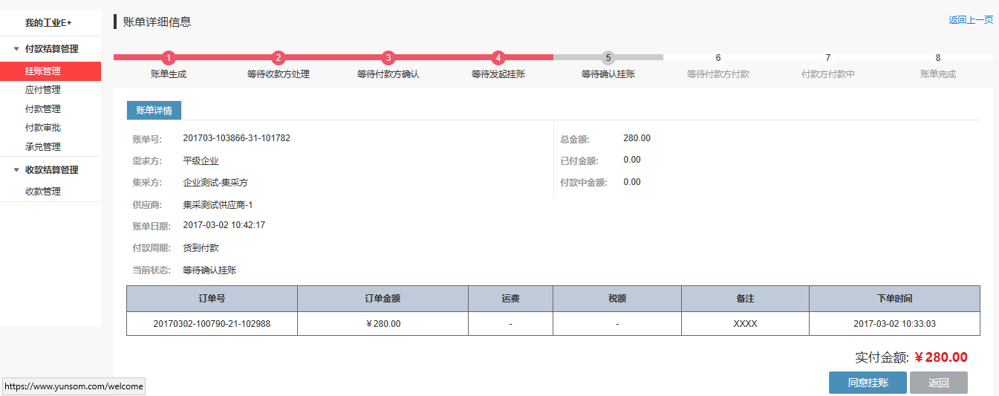 我的工业E+
付款结算管理
挂账管理
应付管理
付款管理
付款审批
承兑管理
收款结算管理
收款管理
账单详细信息
返回上一页
1 2 3 4 5 6 7 8
账单生成 等待收款方处理 等待付款方确认 等待发起挂账 等待确认挂账 等待付款方付款 付款方付款中 账单完成
账单详情
账单号: 201703-103866-31-101782
需求方: 平级企业
集采方: 企业测试-集采方
供应商: 集采测试供应商-1
账单日期: 2017-03-02 10:42:17
付款周期: 货到付款
当前状态: 等待确认挂账
总金额: 280.00
已付金额: 0.00
付款中金额: 0.00
订单号 订单金额 运费 税额 备注 下单时间
20170302-100790-21-102988 ￥280.00 - - XXXX 2017-03-02 10:33:03
实付金额: ￥280.00
同意挂账 返回
https://www.yunsom.com/welcome